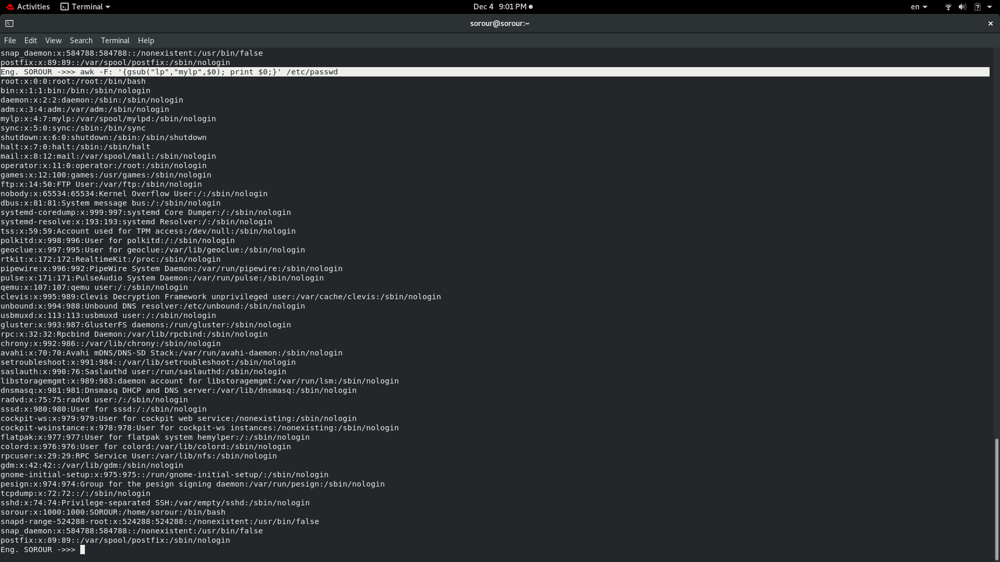 Activities Terminal Dec 4 9:01 PM en
sorour@sorour:~
File Edit View Search Terminal Help
snap_daemon:x:584788:584788::/nonexistent:/usr/bin/false
postfix:x:89:89::/var/spool/postfix:/sbin/nologin
Eng. SOROUR ->>> awk -F: '{gsub("lp","mylp",$0); print $0;}' /etc/passwd
root:x:0:0:root:/root:/bin/bash
bin:x:1:1:bin:/bin:/sbin/nologin
daemon:x:2:2:daemon:/sbin:/sbin/nologin
adm:x:3:4:adm:/var/adm:/sbin/nologin
mylp:x:4:7:mylp:/var/spool/mylpd:/sbin/nologin
sync:x:5:0:sync:/sbin:/bin/sync
shutdown:x:6:0:shutdown:/sbin:/sbin/shutdown
halt:x:7:0:halt:/sbin:/sbin/halt
mail:x:8:12:mail:/var/spool/mail:/sbin/nologin
operator:x:11:0:operator:/root:/sbin/nologin
games:x:12:100:games:/usr/games:/sbin/nologin
ftp:x:14:50:FTP User:/var/ftp:/sbin/nologin
nobody:x:65534:65534:Kernel Overflow User:/:/sbin/nologin
dbus:x:81:81:System message bus:/:/sbin/nologin
systemd-coredump:x:999:997:systemd Core Dumper:/:/sbin/nologin
systemd-resolve:x:193:193:systemd Resolver:/:/sbin/nologin
tss:x:59:59:Account used for TPM access:/dev/null:/sbin/nologin
polkitd:x:998:996:User for polkitd:/:/sbin/nologin
geoclue:x:997:995:User for geoclue:/var/lib/geoclue:/sbin/nologin
rtkit:x:172:172:RealtimeKit:/proc:/sbin/nologin
pipewire:x:996:992:PipeWire System Daemon:/var/run/pipewire:/sbin/nologin
pulse:x:171:171:PulseAudio System Daemon:/var/run/pulse:/sbin/nologin
qemu:x:107:107:qemu user:/:/sbin/nologin
clevis:x:995:989:Clevis Decryption Framework unprivileged user:/var/cache/clevis:/sbin/nologin
unbound:x:994:988:Unbound DNS resolver:/etc/unbound:/sbin/nologin
usbmuxd:x:113:113:usbmuxd user:/:/sbin/nologin
gluster:x:993:987:GlusterFS daemons:/run/gluster:/sbin/nologin
rpc:x:32:32:Rpcbind Daemon:/var/lib/rpcbind:/sbin/nologin
chrony:x:992:986::/var/lib/chrony:/sbin/nologin
avahi:x:70:70:Avahi mDNS/DNS-SD Stack:/var/run/avahi-daemon:/sbin/nologin
setroubleshoot:x:991:984::/var/lib/setroubleshoot:/sbin/nologin
saslauth:x:990:76:Saslauthd user:/run/saslauthd:/sbin/nologin
libstoragemgmt:x:989:983:daemon account for libstoragemgmt:/var/run/lsm:/sbin/nologin
dnsmasq:x:981:981:Dnsmasq DHCP and DNS server:/var/lib/dnsmasq:/sbin/nologin
radvd:x:75:75:radvd user:/:/sbin/nologin
sssd:x:980:980:User for sssd:/:/sbin/nologin
cockpit-ws:x:979:979:User for cockpit web service:/nonexisting:/sbin/nologin
cockpit-wsinstance:x:978:978:User for cockpit-ws instances:/nonexisting:/sbin/nologin
flatpak:x:977:977:User for flatpak system hemylper:/:/sbin/nologin
colord:x:976:976:User for colord:/var/lib/colord:/sbin/nologin
rpcuser:x:29:29:RPC Service User:/var/lib/nfs:/sbin/nologin
gdm:x:42:42::/var/lib/gdm:/sbin/nologin
gnome-initial-setup:x:975:975::/run/gnome-initial-setup/:/sbin/nologin
pesign:x:974:974:Group for the pesign signing daemon:/var/run/pesign:/sbin/nologin
tcpdump:x:72:72::/:/sbin/nologin
sshd:x:74:74:Privilege-separated SSH:/var/empty/sshd:/sbin/nologin
sorour:x:1000:1000:SOROUR:/home/sorour:/bin/bash
snapd-range-524288-root:x:524288:524288::/nonexistent:/usr/bin/false
snap_daemon:x:584788:584788::/nonexistent:/usr/bin/false
postfix:x:89:89::/var/spool/postfix:/sbin/nologin
Eng. SOROUR ->>>